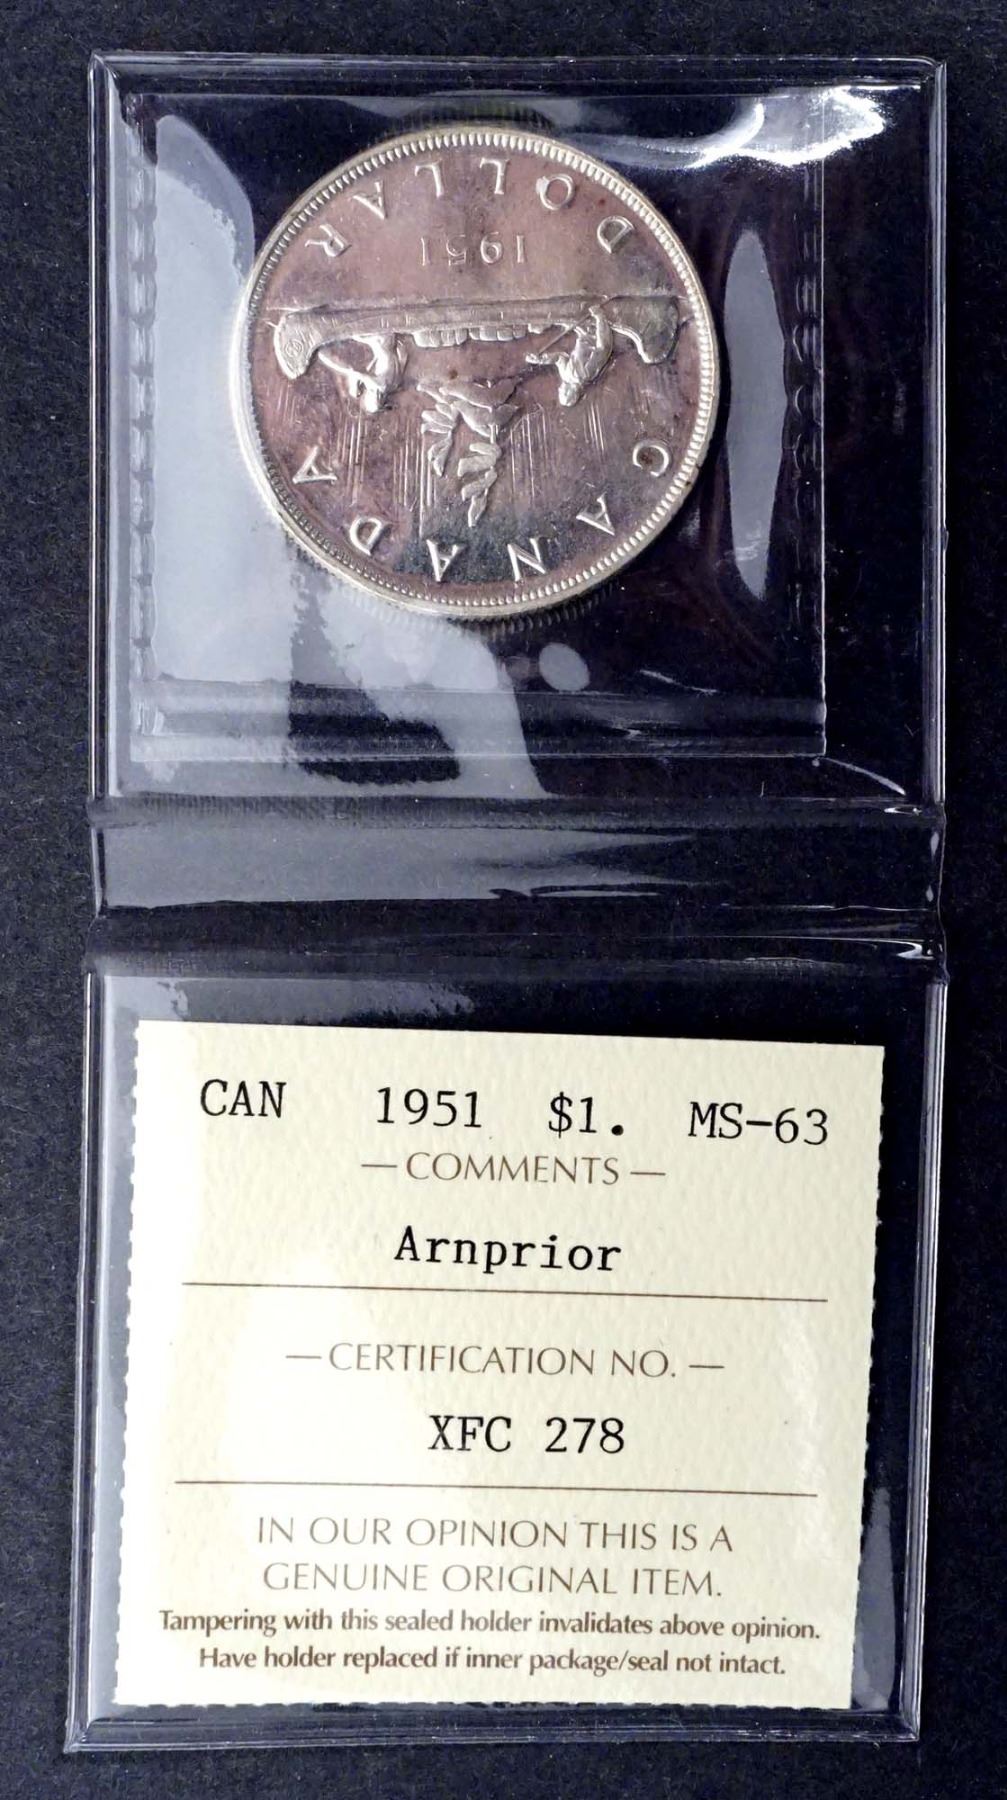 CANADA
1951
DOLLAR
CAN 1951 $1. MS-63
— COMMENTS —
Arnprior
— CERTIFICATION NO. —
XFC 278
IN OUR OPINION THIS IS A
GENUINE ORIGINAL ITEM.
Tampering with this sealed holder invalidates above opinion.
Have holder replaced if inner package/seal not intact.